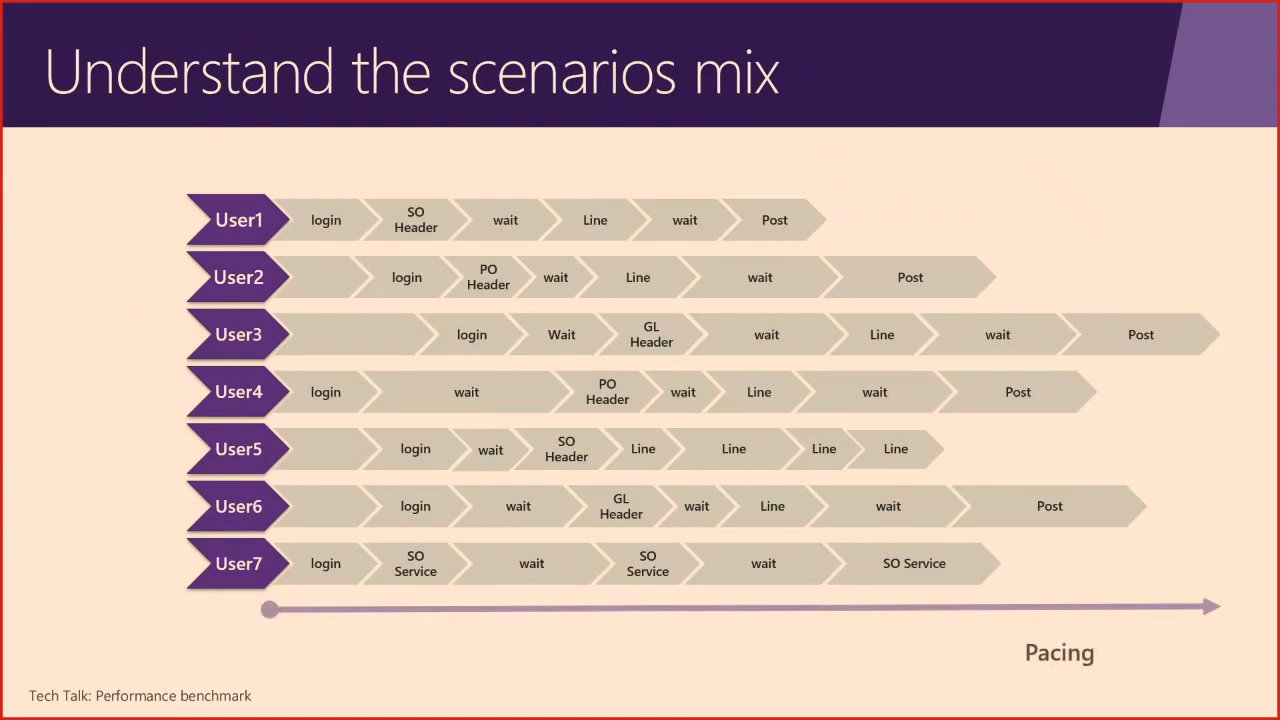 Understand the scenarios mix
User1 login SO Header wait Line wait Post
User2 login PO Header wait Line wait Post
User3 login Wait GL Header wait Line wait Post
User4 login wait PO Header wait Line wait Post
User5 login wait SO Header Line Line Line Line
User6 login wait GL Header wait Line wait Post
User7 login SO Service wait SO Service wait SO Service
Pacing
Tech Talk: Performance benchmark